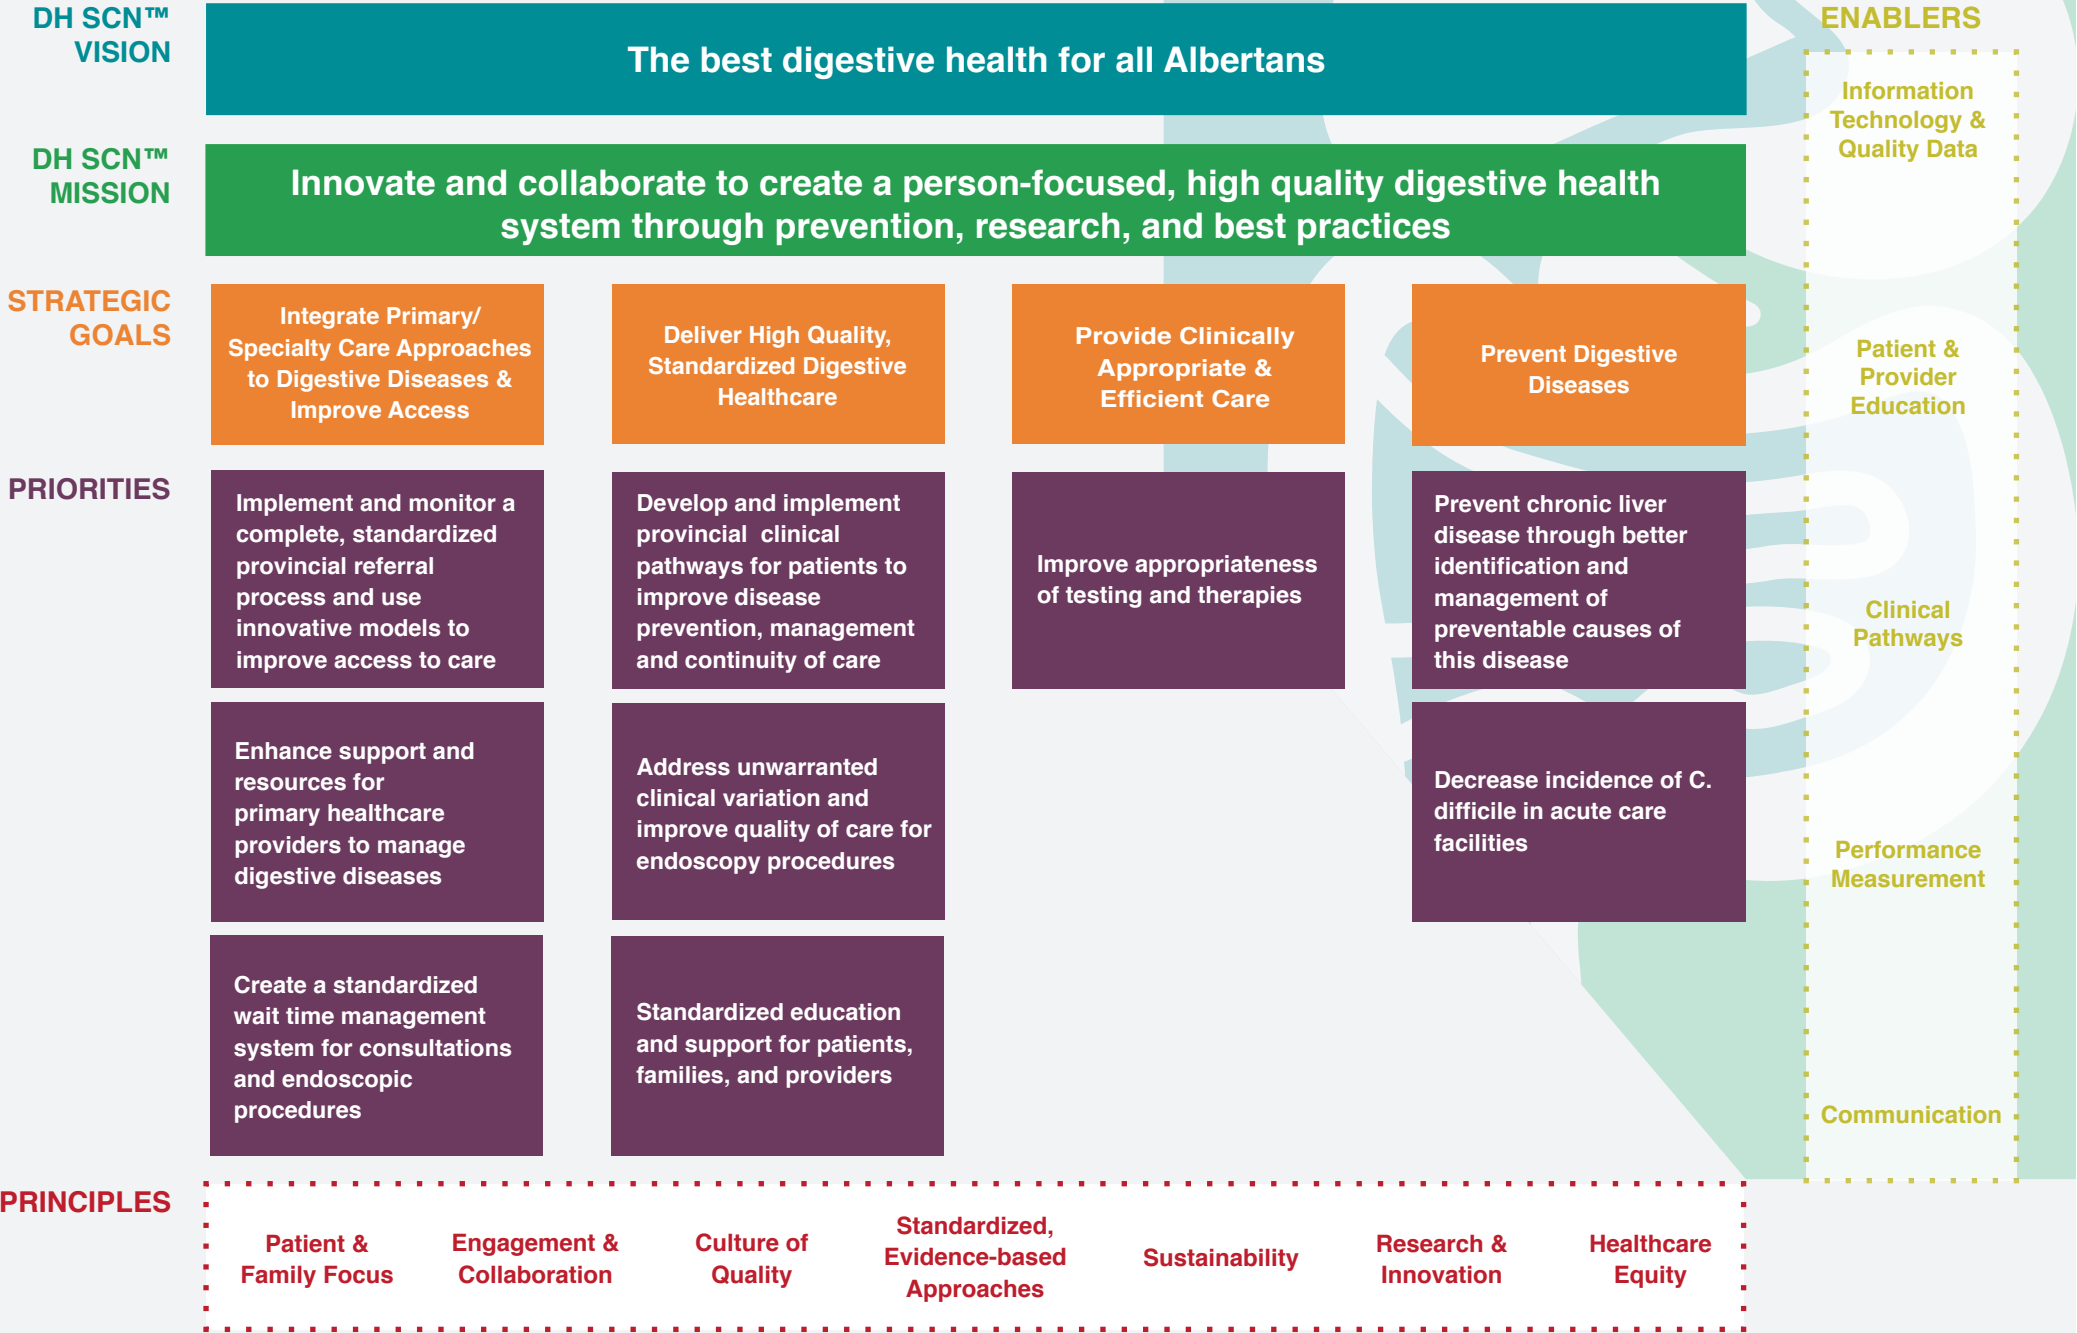 DH SCN™
VISION
The best digestive health for all Albertans
DH SCN™
MISSION
Innovate and collaborate to create a person-focused, high quality digestive health
system through prevention, research, and best practices
STRATEGIC
GOALS
Integrate Primary/
Specialty Care Approaches
to Digestive Diseases &
Improve Access
Deliver High Quality,
Standardized Digestive
Healthcare
Provide Clinically
Appropriate &
Efficient Care
Prevent Digestive
Diseases
PRIORITIES
Implement and monitor a
complete, standardized
provincial referral
process and use
innovative models to
improve access to care
Develop and implement
provincial clinical
pathways for patients to
improve disease
prevention, management
and continuity of care
Improve appropriateness
of testing and therapies
Prevent chronic liver
disease through better
identification and
management of
preventable causes of
this disease
Enhance support and
resources for
primary healthcare
providers to manage
digestive diseases
Address unwarranted
clinical variation and
improve quality of care for
endoscopy procedures
Decrease incidence of C.
difficile in acute care
facilities
Create a standardized
wait time management
system for consultations
and endoscopic
procedures
Standardized education
and support for patients,
families, and providers
PRINCIPLES
Patient &
Family Focus
Engagement &
Collaboration
Culture of
Quality
Standardized,
Evidence-based
Approaches
Sustainability
Research &
Innovation
Healthcare
Equity
ENABLERS
Information
Technology &
Quality Data
Patient &
Provider
Education
Clinical
Pathways
Performance
Measurement
Communication